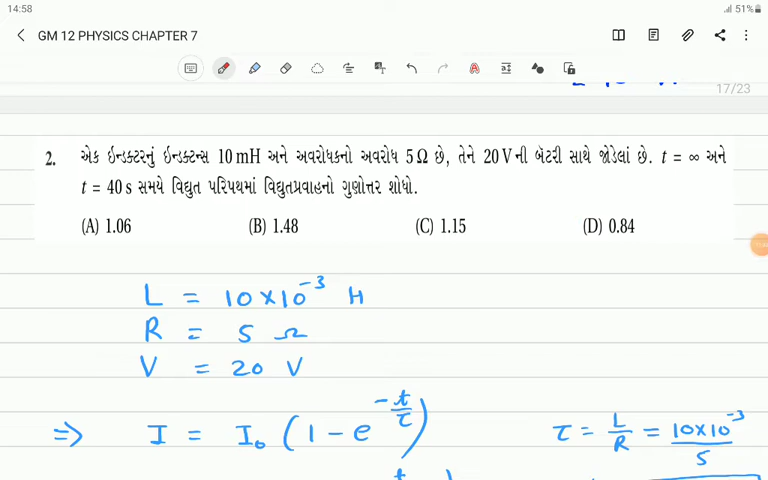 14:58 51%
GM 12 PHYSICS CHAPTER 7
17/23
2. એક ઇન્ડક્ટરનું ઇન્ડક્ટન્સ 10 mH અને અવરોધકનો અવરોધ 5 Ω છે, તેને 20 V ની બૅટરી સાથે જોડેલાં છે. t = ∞ અને
t = 40 s સમયે વિદ્યુત પરિપથમાં વિદ્યુતપ્રવાહનો ગુણોત્તર શોધો.
(A) 1.06 (B) 1.48 (C) 1.15 (D) 0.84
L = 10 × 10⁻³ H
R = 5 Ω
V = 20 V
⇒ I = I₀ (1 − e^(−t/τ)) τ = L/R = 10×10⁻³/5